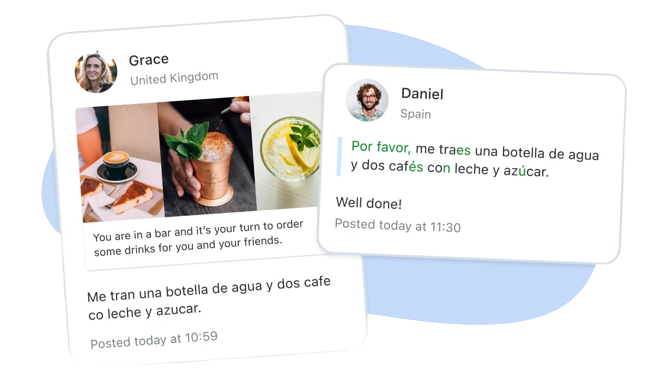 Grace
United Kingdom
You are in a bar and it's your turn to order
some drinks for you and your friends.
Me tran una botella de agua y dos cafe
co leche y azucar.
Posted today at 10:59
Daniel
Spain
Por favor, me traes una botella de agua
y dos cafés con leche y azúcar.
Well done!
Posted today at 11:30